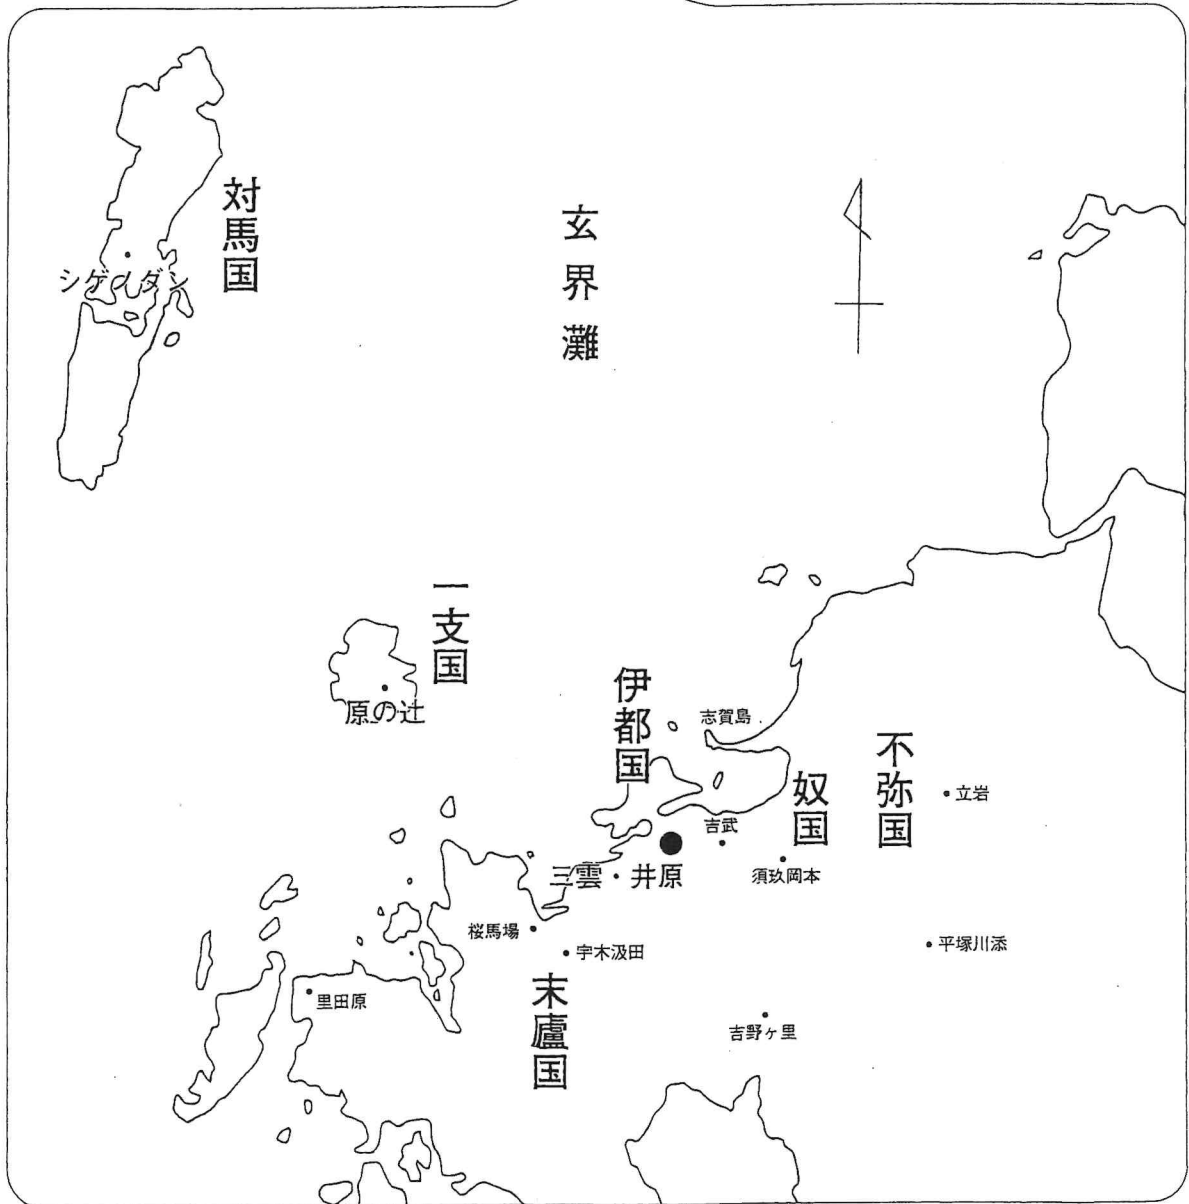 対馬国
シゲノダン
玄界灘
一支国
原の辻
伊都国
志賀島
不弥国
奴国
立岩
吉武
三雲・井原
須玖岡本
桜馬場
宇木汲田
平塚川添
末廬国
里田原
吉野ヶ里